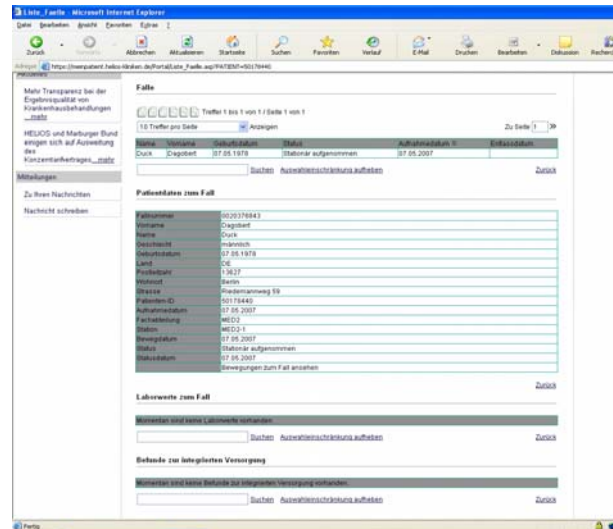 Liste_Faelle - Microsoft Internet Explorer
Datei Bearbeiten Ansicht Favoriten Extras ?
Zurück Abbrechen Aktualisieren Startseite Suchen Favoriten Verlauf E-Mail Drucken Bearbeiten Diskussion
Adresse
Aktuelles
Mehr Transparenz bei der
Ergebnisqualität von
Krankenhausbehandlungen
...mehr
HELIOS und Marburger Bund
einigen sich auf Ausweitung
des
Konzerntarifvertrages...mehr
Mitteilungen
Zu Ihren Nachrichten
Nachricht schreiben
Fälle
Treffer 1 bis 1 von 1 / Seite 1 von 1
10 Treffer pro Seite Anzeigen Zu Seite 1
Name Vorname Geburtsdatum Status Aufnahmedatum Entlassdatum
Duck Dagobert 07.05.1978 Stationär aufgenommen 07.05.2007
Suchen Auswahleinschränkung aufheben Zurück
Patientdaten zum Fall
Fallnummer 0020376843
Vorname Dagobert
Name Duck
Geschlecht männlich
Geburtsdatum 07.05.1978
Land DE
Postleitzahl 13627
Wohnort Berlin
Strasse Riedemannweg 59
Patienten-ID 50178440
Aufnahmedatum 07.05.2007
Fachabteilung MED2
Station MED2-1
Bewegdatum 07.05.2007
Status Stationär aufgenommen
Statusdatum 07.05.2007
Bewegungen zum Fall ansehen
Zurück
Laborwerte zum Fall
Momentan sind keine Laborwerte vorhanden.
Suchen Auswahleinschränkung aufheben Zurück
Befunde zur integrierten Versorgung
Momentan sind keine Befunde zur integrierten Versorgung vorhanden.
Suchen Auswahleinschränkung aufheben Zurück
Fertig